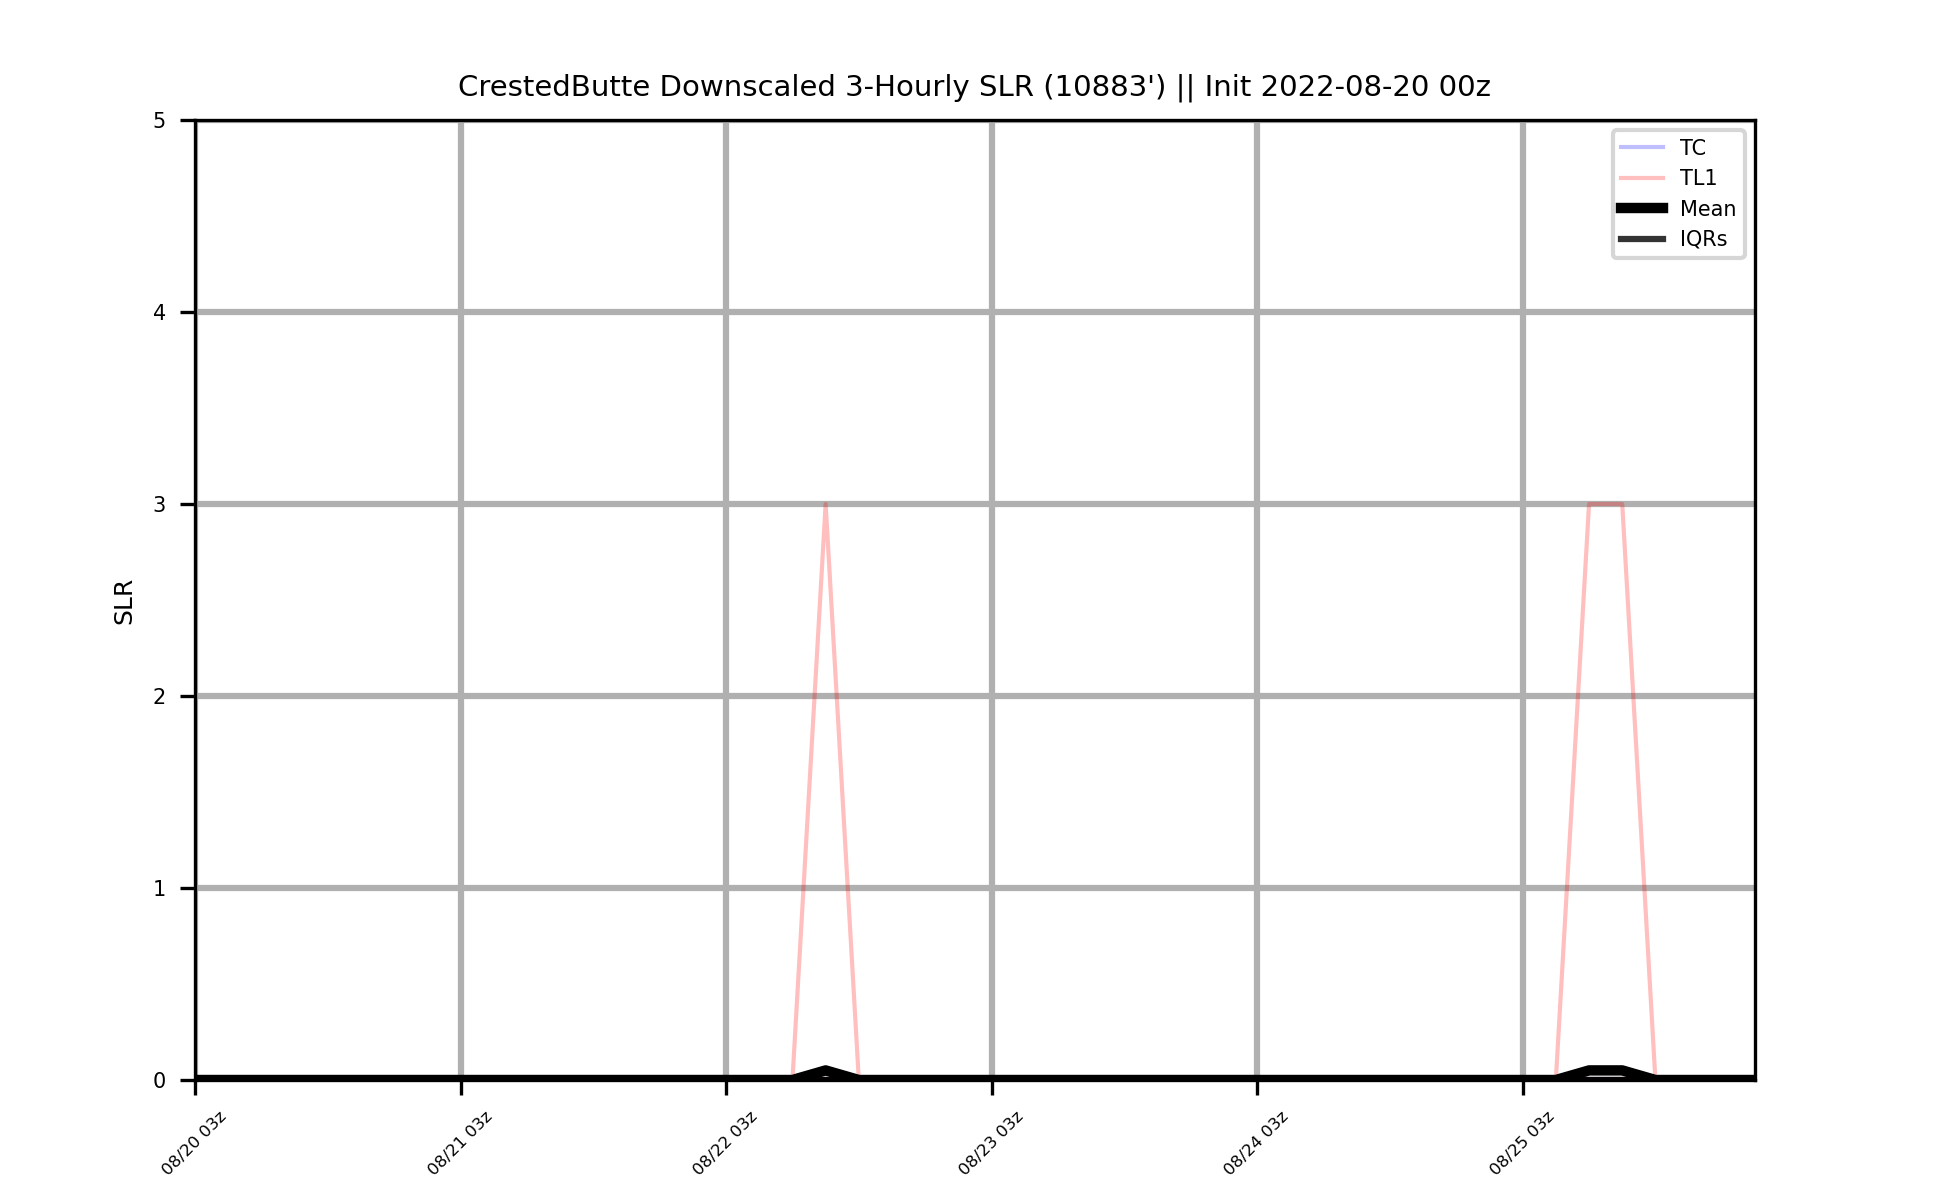 CrestedButte Downscaled 3-Hourly SLR (10883') || Init 2022-08-20 00z
5
4
3
2
1
0
SLR
TC
TL1
Mean
IQRs
08/20 03z
08/21 03z
08/22 03z
08/23 03z
08/24 03z
08/25 03z